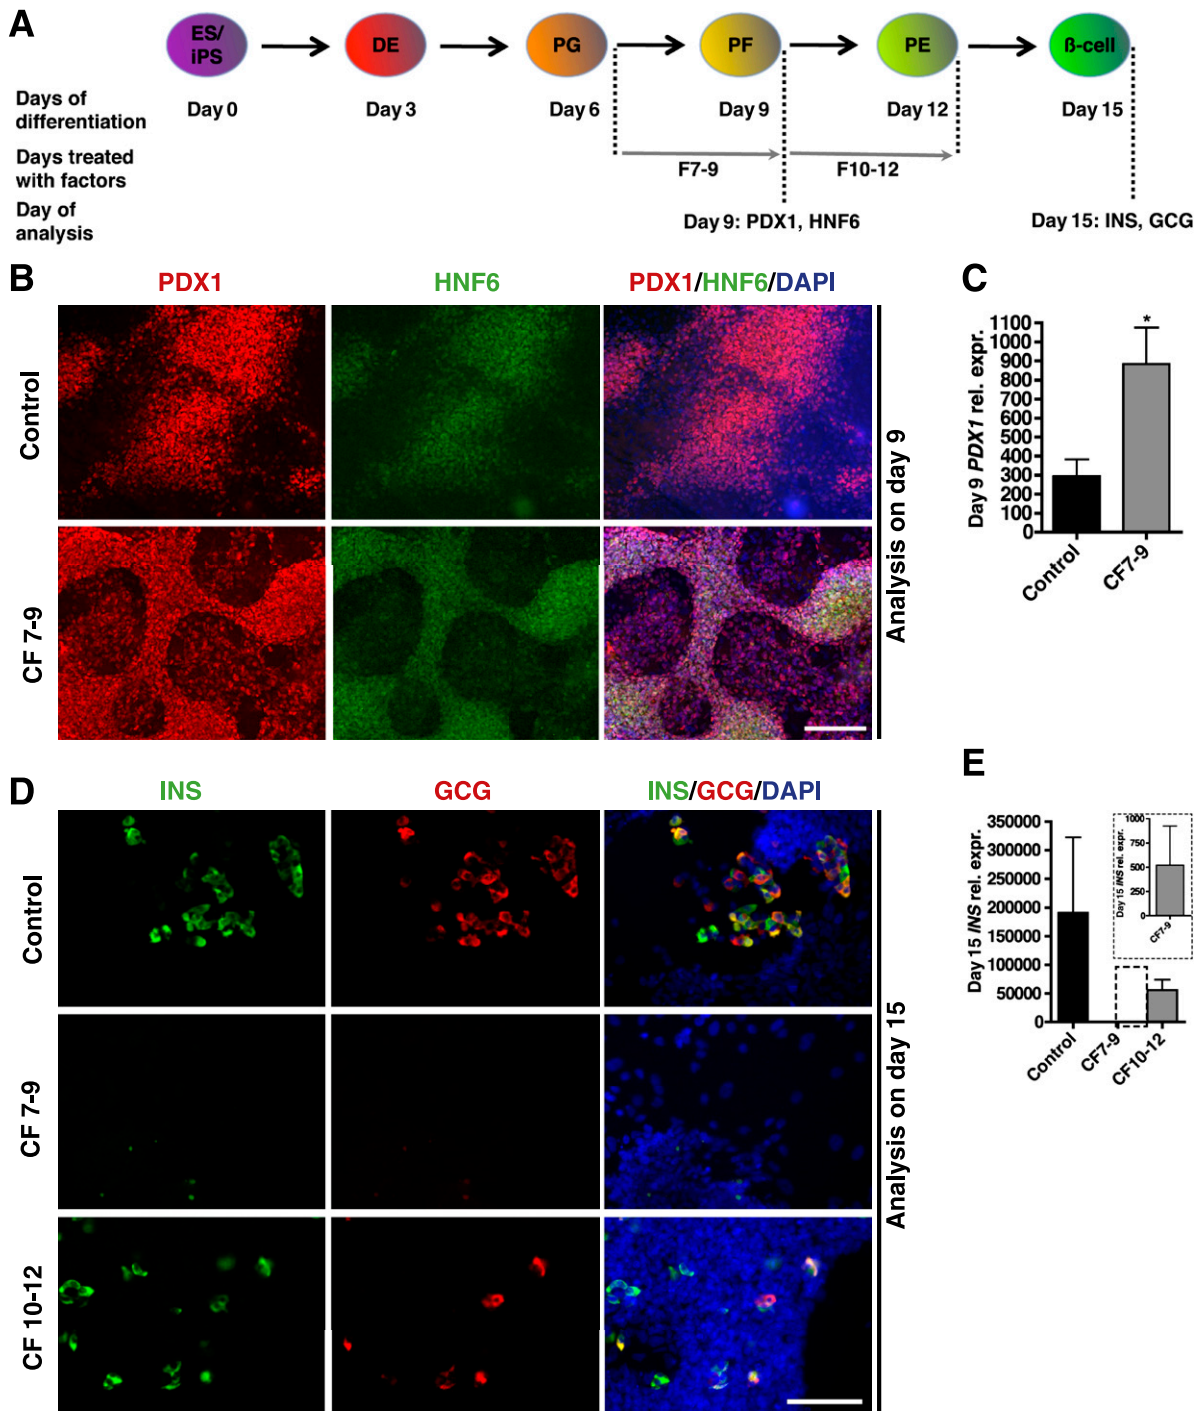 A
ES/
iPS
DE
PG
PF
PE
ß-cell
Days of
differentiation
Day 0
Day 3
Day 6
Day 9
Day 12
Day 15
Days treated
with factors
F7-9
F10-12
Day of
analysis
Day 9: PDX1, HNF6
Day 15: INS, GCG
B
PDX1
HNF6
PDX1/HNF6/DAPI
Control
CF 7-9
Analysis on day 9
C
Day 9 PDX1 rel. expr.
1100
1000
900
800
700
600
500
400
300
200
100
0
*
Control
CF7-9
D
INS
GCG
INS/GCG/DAPI
Control
CF 7-9
CF 10-12
Analysis on day 15
E
Day 15 INS rel. expr.
350000
300000
250000
200000
150000
100000
50000
0
Control
CF7-9
CF10-12
Day 15 INS rel. expr.
1000
750
500
250
0
CF7-9